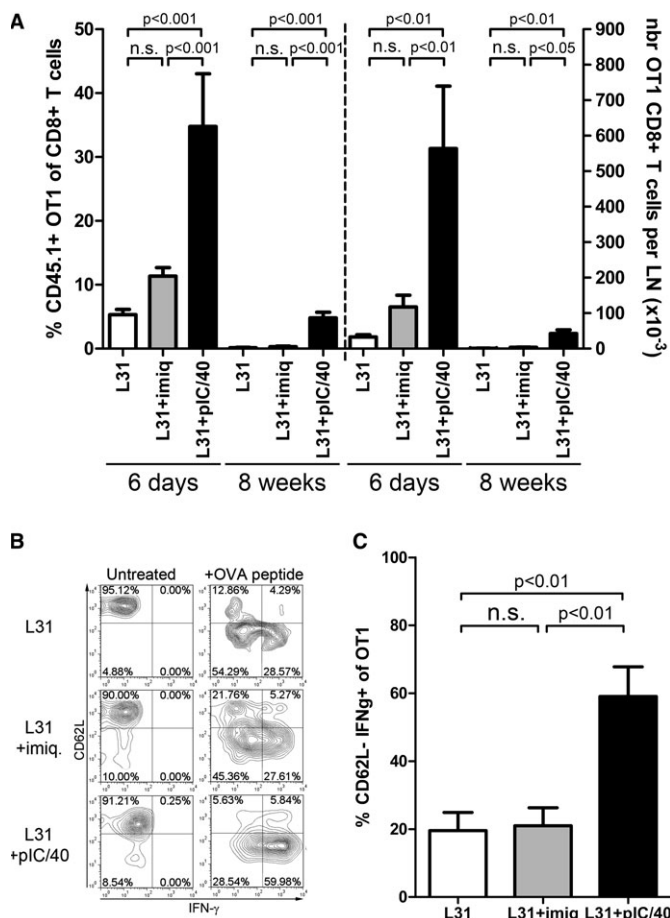 A
p<0.001 p<0.001 p<0.01 p<0.01
n.s. p<0.001 n.s. p<0.001 n.s. p<0.01 n.s. p<0.05
% CD45.1+ OT1 of CD8+ T cells
50
40
30
20
10
0
nbr OT1 CD8+ T cells per LN (x10-3)
900
800
700
600
500
400
300
200
100
0
L31 L31+imiq L31+pIC/40 L31 L31+imiq L31+pIC/40 L31 L31+imiq L31+pIC/40 L31 L31+imiq L31+pIC/40
6 days 8 weeks 6 days 8 weeks
B
Untreated +OVA peptide
L31
95.12% 0.00% 12.86% 4.29%
4.88% 0.00% 54.29% 28.57%
L31
+imiq.
90.00% 0.00% 21.76% 5.27%
10.00% 0.00% 45.36% 27.61%
L31
+pIC/40
91.21% 0.25% 5.63% 5.84%
8.54% 0.00% 28.54% 59.98%
CD62L
IFN-γ
C
% CD62L- IFNg+ of OT1
100
80
60
40
20
0
p<0.01
n.s. p<0.01
L31 L31+imiq L31+pIC/40